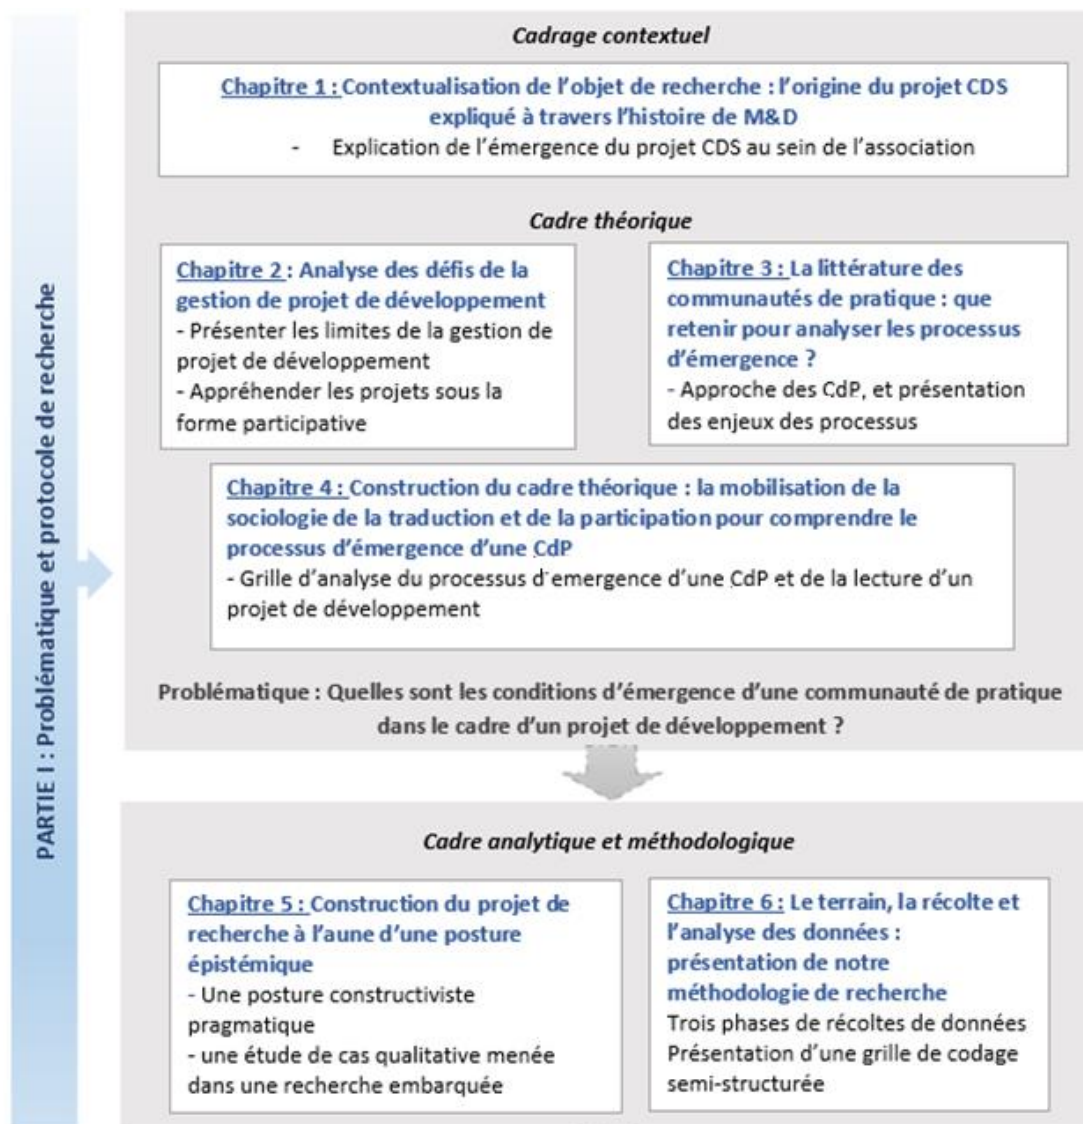 PARTIE I : Problématique et protocole de recherche
Cadrage contextuel
Chapitre 1 : Contextualisation de l'objet de recherche : l'origine du projet CDS
expliqué à travers l'histoire de M&D
- Explication de l'émergence du projet CDS au sein de l'association
Cadre théorique
Chapitre 2 : Analyse des défis de la
gestion de projet de développement
- Présenter les limites de la gestion de
projet de développement
- Appréhender les projets sous la
forme participative
Chapitre 3 : La littérature des
communautés de pratique : que
retenir pour analyser les processus
d'émergence ?
- Approche des CdP, et présentation
des enjeux des processus
Chapitre 4 : Construction du cadre théorique : la mobilisation de la
sociologie de la traduction et de la participation pour comprendre le
processus d'émergence d'une CdP
- Grille d'analyse du processus d'emergence d'une CdP et de la lecture d'un
projet de développement
Problématique : Quelles sont les conditions d'émergence d'une communauté de pratique
dans le cadre d'un projet de développement ?
Cadre analytique et méthodologique
Chapitre 5 : Construction du projet de
recherche à l'aune d'une posture
épistémique
- Une posture constructiviste
pragmatique
- une étude de cas qualitative menée
dans une recherche embarquée
Chapitre 6 : Le terrain, la récolte et
l'analyse des données :
présentation de notre
méthodologie de recherche
Trois phases de récoltes de données
Présentation d'une grille de codage
semi-structurée